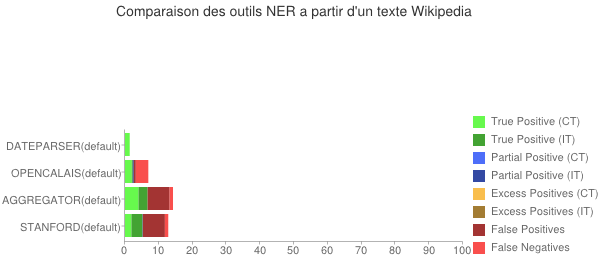 Comparaison des outils NER a partir d'un texte Wikipedia
DATEPARSER(default)
OPENCALAIS(default)
AGGREGATOR(default)
STANFORD(default)
0 10 20 30 40 50 60 70 80 90 100
True Positive (CT)
True Positive (IT)
Partial Positive (CT)
Partial Positive (IT)
Excess Positives (CT)
Excess Positives (IT)
False Positives
False Negatives